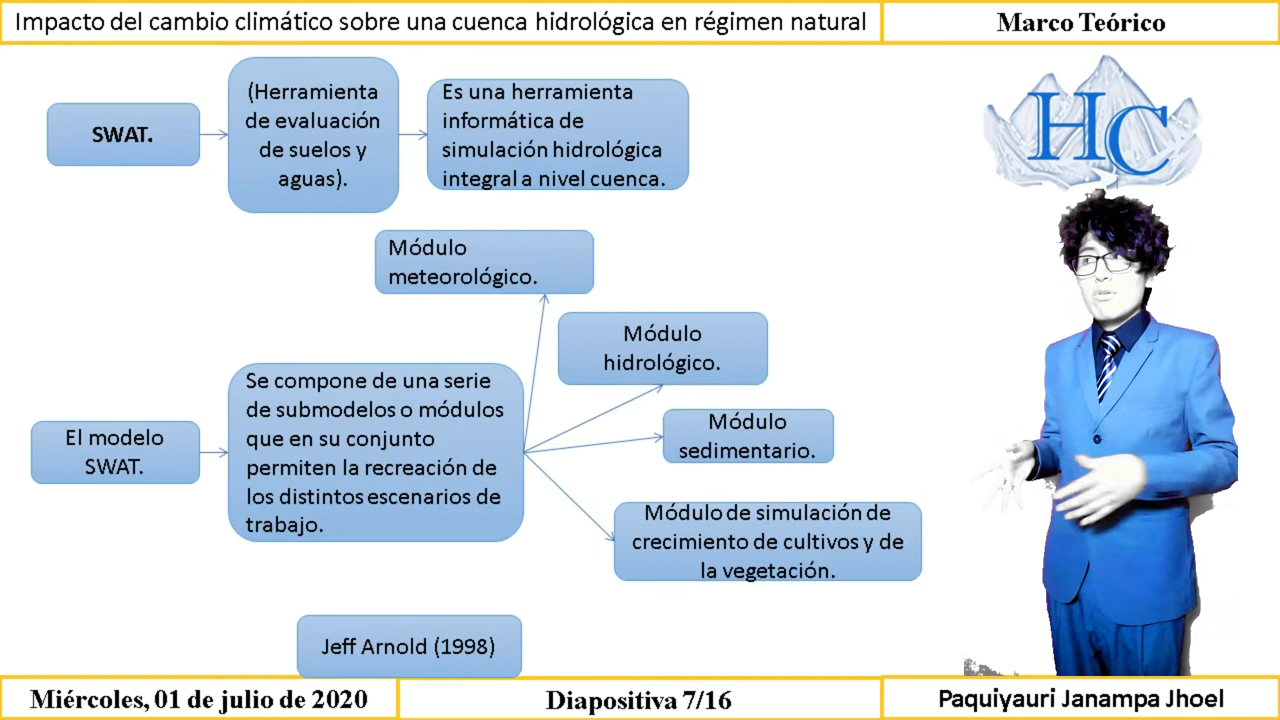 Impacto del cambio climático sobre una cuenca hidrológica en régimen natural
Marco Teórico
HC
SWAT.
(Herramienta
de evaluación
de suelos y
aguas).
Es una herramienta
informática de
simulación hidrológica
integral a nivel cuenca.
Módulo
meteorológico.
Módulo
hidrológico.
Módulo
sedimentario.
Módulo de simulación de
crecimiento de cultivos y de
la vegetación.
El modelo
SWAT.
Se compone de una serie
de submodelos o módulos
que en su conjunto
permiten la recreación de
los distintos escenarios de
trabajo.
Jeff Arnold (1998)
Miércoles, 01 de julio de 2020
Diapositiva 7/16
Paquiyauri Janampa Jhoel